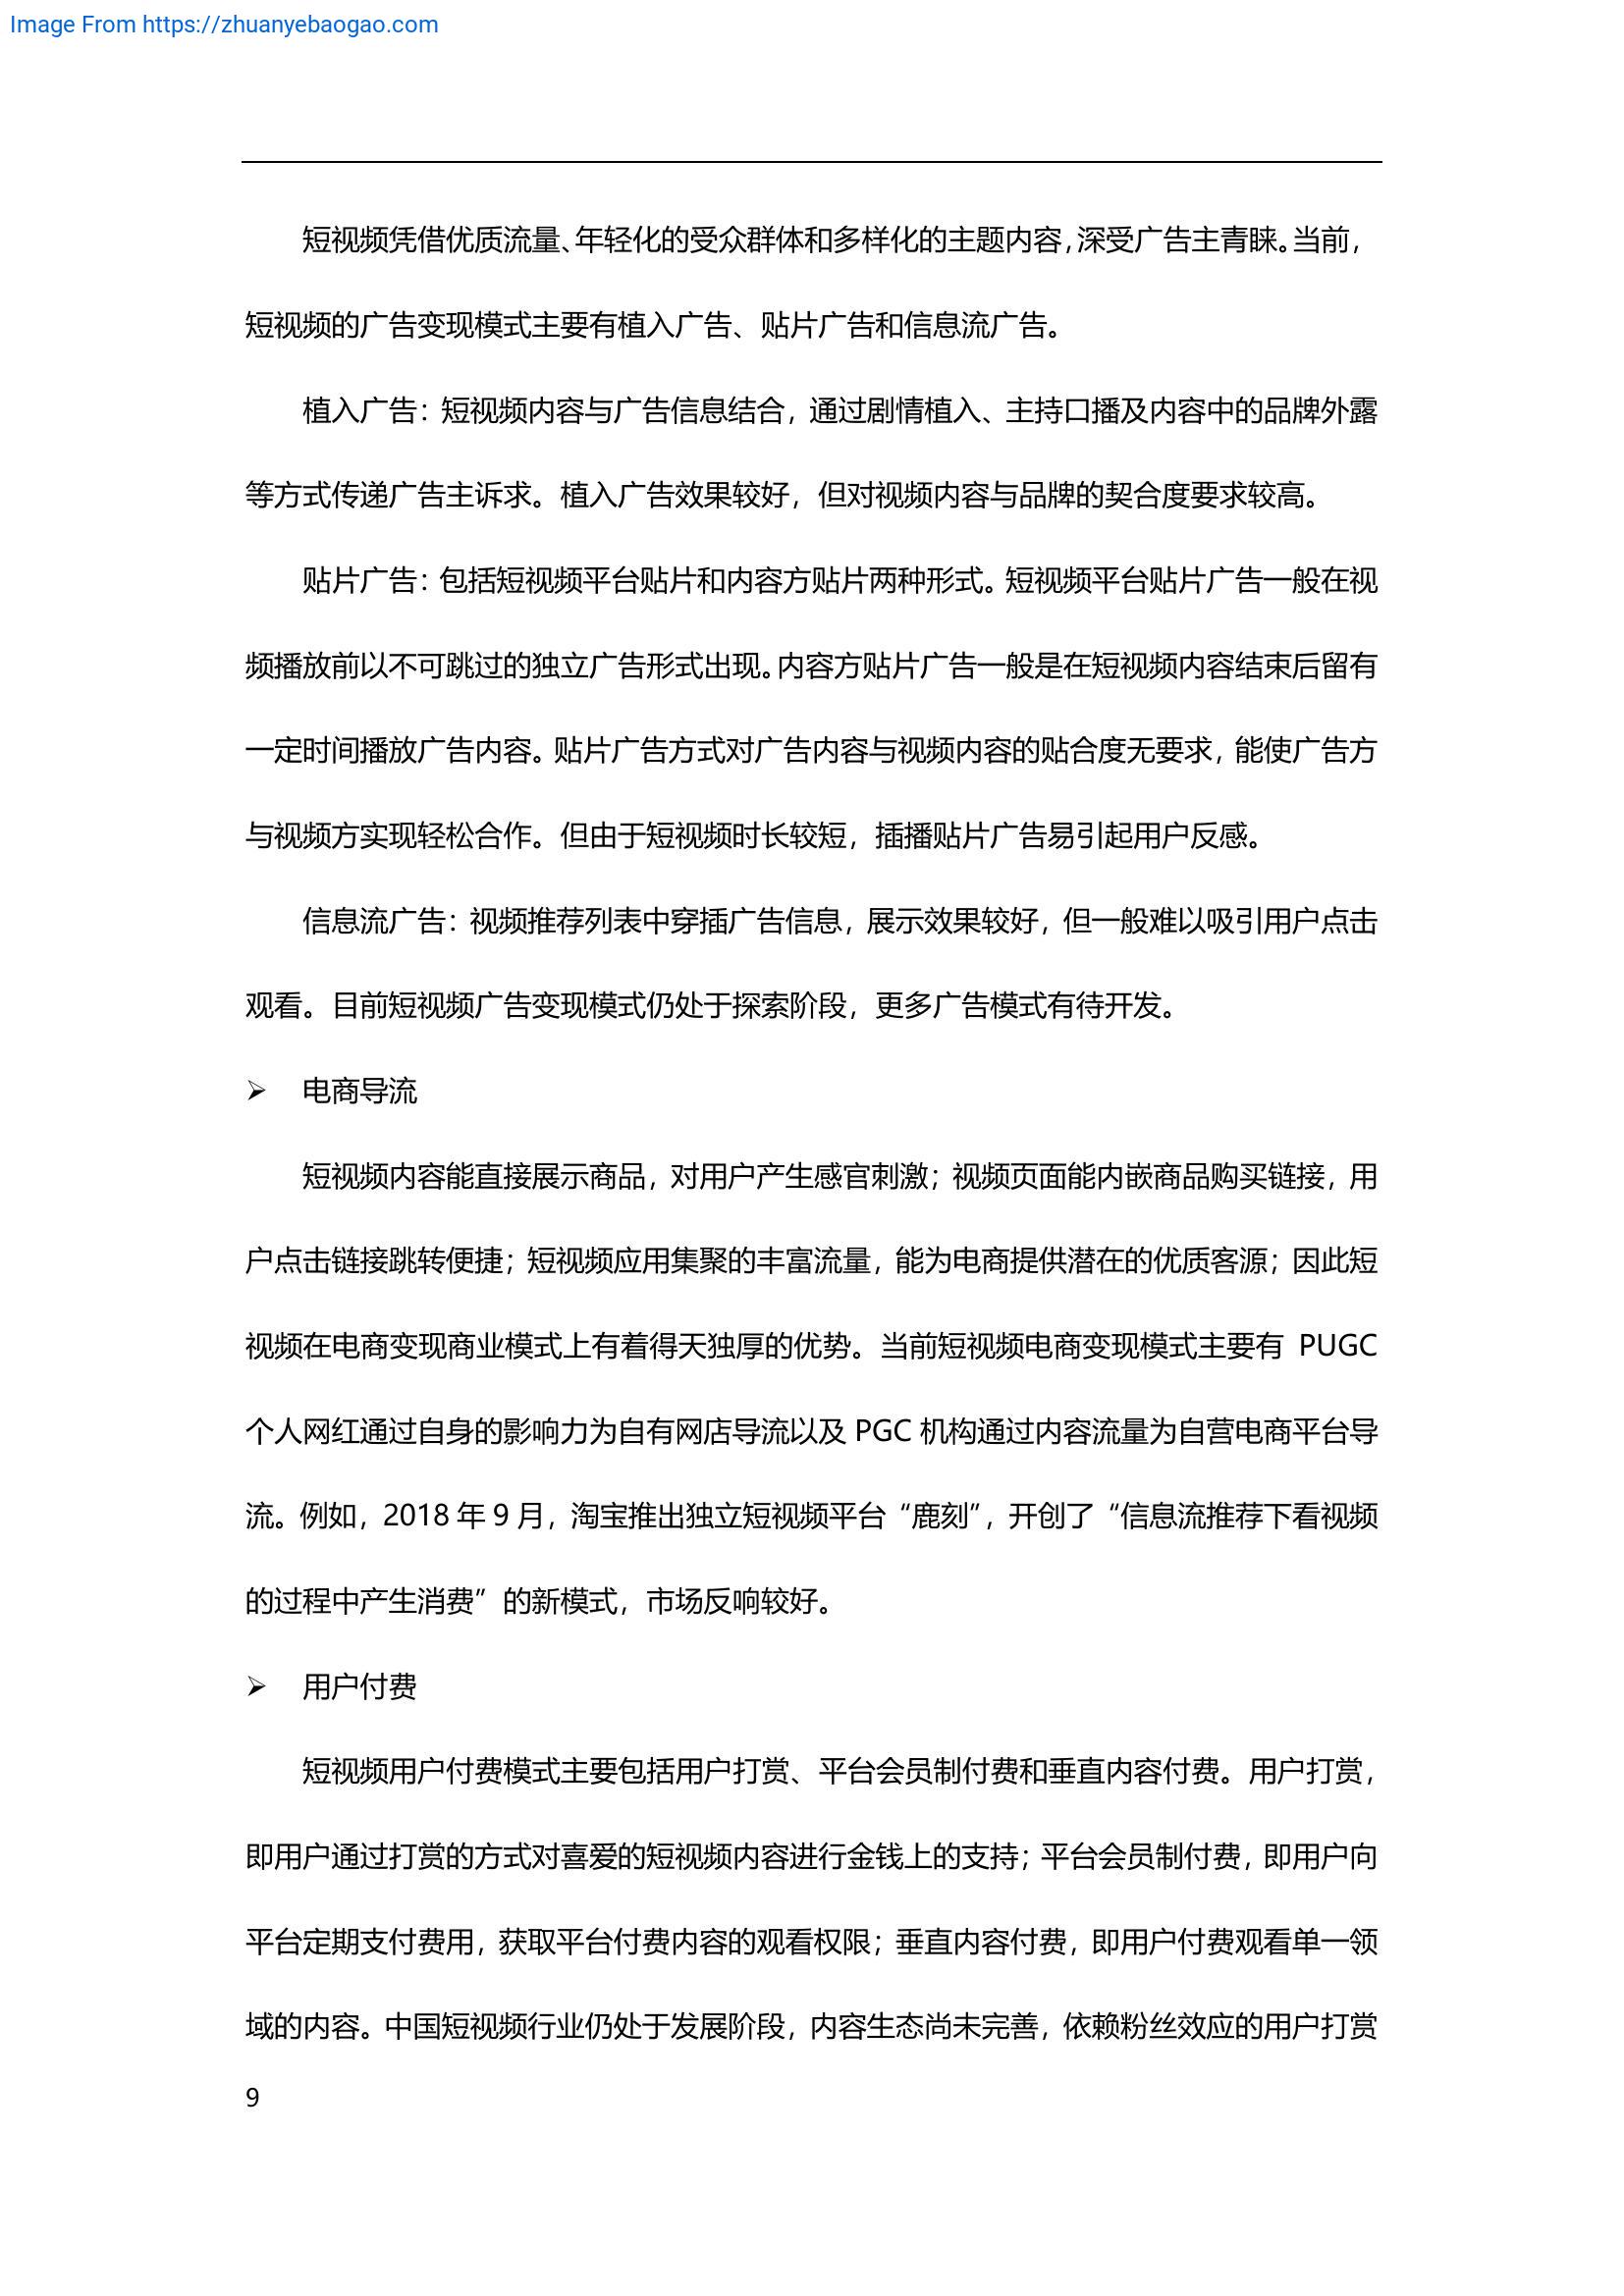 Image From https://zhuanyebaogao.com
短视频凭借优质流量、年轻化的受众群体和多样化的主题内容，深受广告主青睐。当前，
短视频的广告变现模式主要有植入广告、贴片广告和信息流广告。
植入广告：短视频内容与广告信息结合，通过剧情植入、主持口播及内容中的品牌外露
等方式传递广告主诉求。植入广告效果较好，但对视频内容与品牌的契合度要求较高。
贴片广告：包括短视频平台贴片和内容方贴片两种形式。短视频平台贴片广告一般在视
频播放前以不可跳过的独立广告形式出现。内容方贴片广告一般是在短视频内容结束后留有
一定时间播放广告内容。贴片广告方式对广告内容与视频内容的贴合度无要求，能使广告方
与视频方实现轻松合作。但由于短视频时长较短，插播贴片广告易引起用户反感。
信息流广告：视频推荐列表中穿插广告信息，展示效果较好，但一般难以吸引用户点击
观看。目前短视频广告变现模式仍处于探索阶段，更多广告模式有待开发。
➢ 电商导流
短视频内容能直接展示商品，对用户产生感官刺激；视频页面能内嵌商品购买链接，用
户点击链接跳转便捷；短视频应用集聚的丰富流量，能为电商提供潜在的优质客源；因此短
视频在电商变现商业模式上有着得天独厚的优势。当前短视频电商变现模式主要有 PUGC
个人网红通过自身的影响力为自有网店导流以及 PGC 机构通过内容流量为自营电商平台导
流。例如，2018 年 9 月，淘宝推出独立短视频平台“鹿刻”，开创了“信息流推荐下看视频
的过程中产生消费”的新模式，市场反响较好。
➢ 用户付费
短视频用户付费模式主要包括用户打赏、平台会员制付费和垂直内容付费。用户打赏，
即用户通过打赏的方式对喜爱的短视频内容进行金钱上的支持；平台会员制付费，即用户向
平台定期支付费用，获取平台付费内容的观看权限；垂直内容付费，即用户付费观看单一领
域的内容。中国短视频行业仍处于发展阶段，内容生态尚未完善，依赖粉丝效应的用户打赏
9